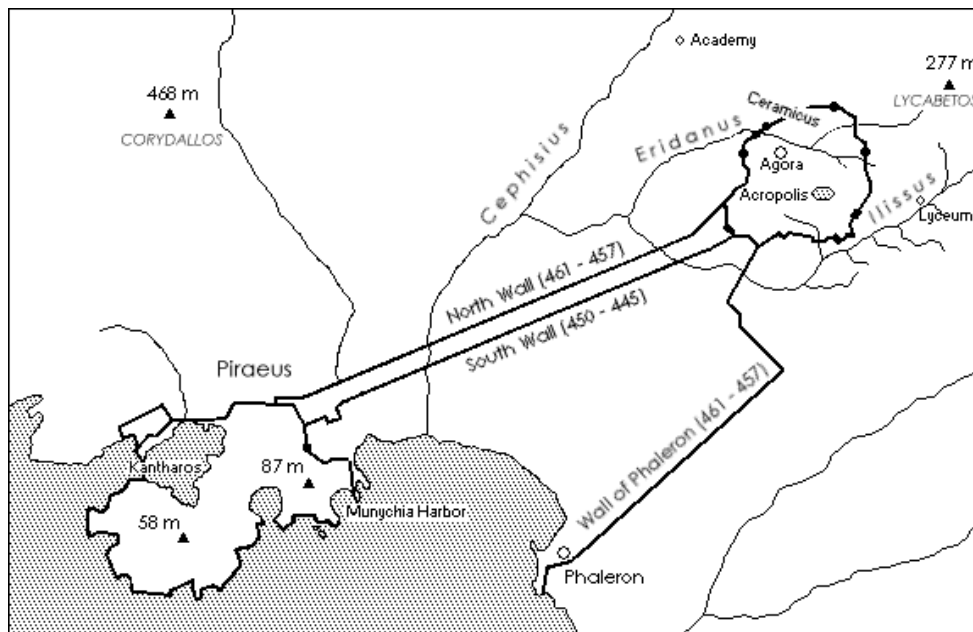 Academy
277 m
LYCABETOS
468 m
CORYDALLOS
Ceramicus
Eridanus
Cephisius
Agora
Acropolis
Ilissus
Lyceum
North Wall (461 - 457)
South Wall (450 - 445)
Piraeus
Wall of Phaleron (461 - 457)
Kantharos
87 m
Munychia Harbor
58 m
Phaleron